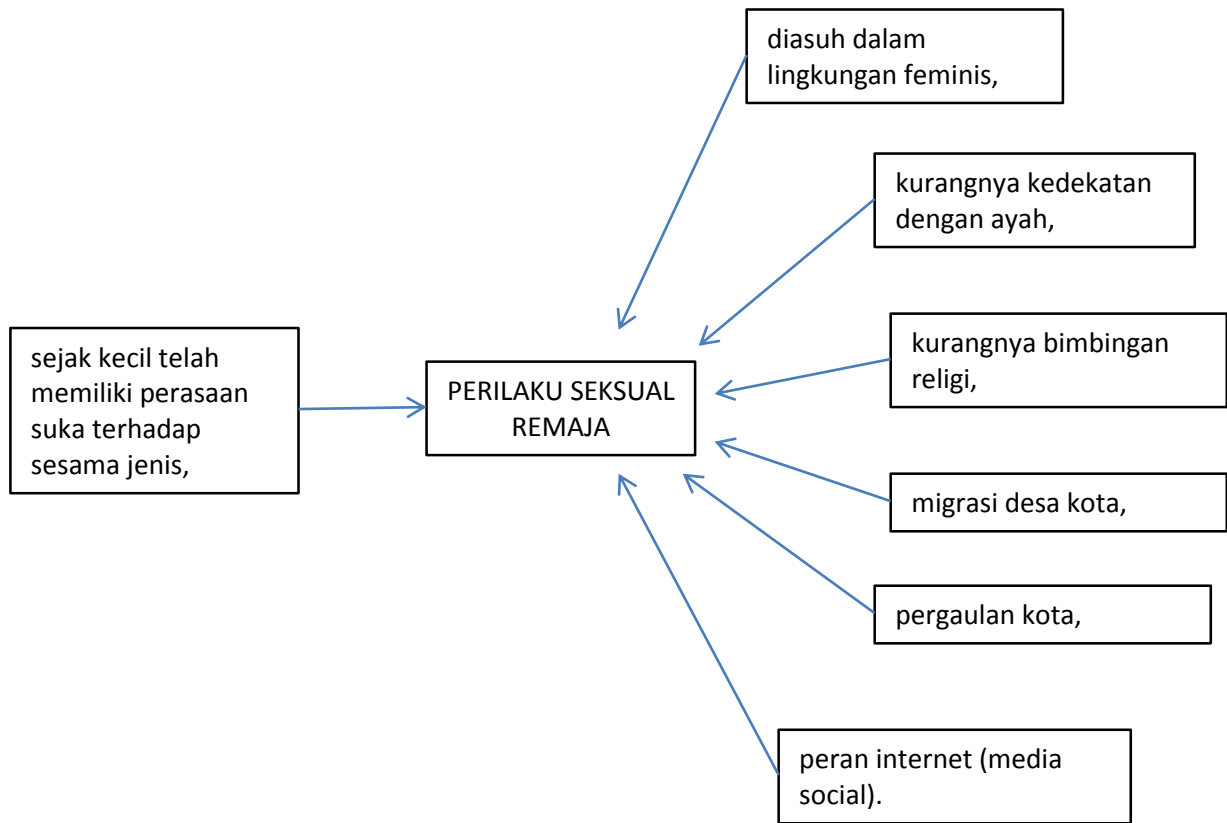 diasuh dalam
lingkungan feminis,
kurangnya kedekatan
dengan ayah,
sejak kecil telah
memiliki perasaan
suka terhadap
sesama jenis,
PERILAKU SEKSUAL
REMAJA
kurangnya bimbingan
religi,
migrasi desa kota,
pergaulan kota,
peran internet (media
social).